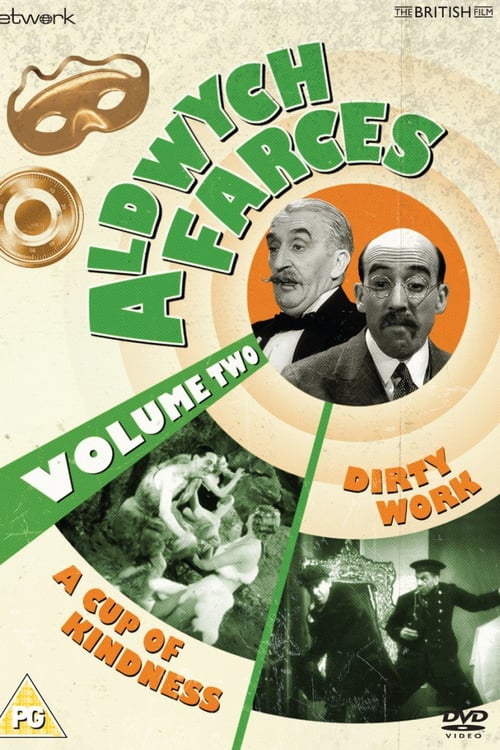 etwork
THE BRITISH FILM
ALDWYCH
FARCES
VOLUME TWO
DIRTY
WORK
A CUP OF
KINDNESS
PG
DVD
VIDEO